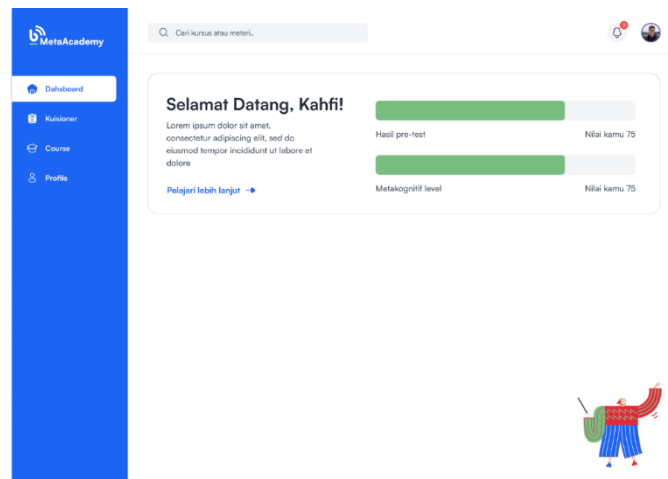 MetaAcademy
Cari kursus atau meteri..
Dahsboard
Kuisioner
Course
Profile
Selamat Datang, Kahfi!
Lorem ipsum dolor sit amet,
consectetur adipiscing elit, sed do
eiusmod tempor incididunt ut labore et
dolore
Pelajari lebih lanjut
Hasil pre-test
Nilai kamu 75
Metakognitif level
Nilai kamu 75